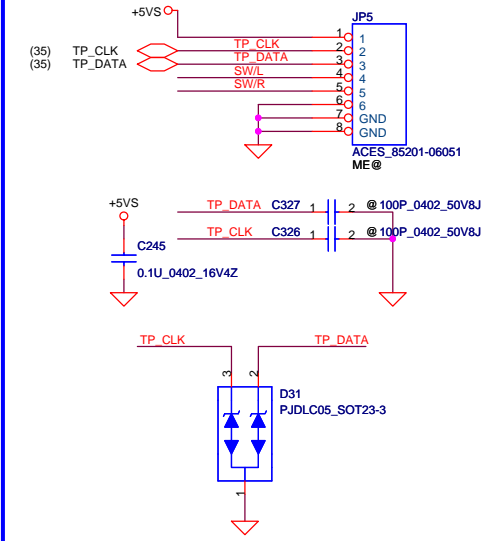 +5VS
JP5
(35) TP_CLK TP_CLK 1 1
(35) TP_DATA TP_DATA 2 2
SW/L 3 3
SW/R 4 4
5 5
6 6
7 GND
8 GND
ACES_85201-06051
ME@
+5VS
TP_DATA C327 1 2 @100P_0402_50V8J
TP_CLK C326 1 2 @100P_0402_50V8J
C245
0.1U_0402_16V4Z
TP_CLK TP_DATA
3 2
D31
PJDLC05_SOT23-3
1